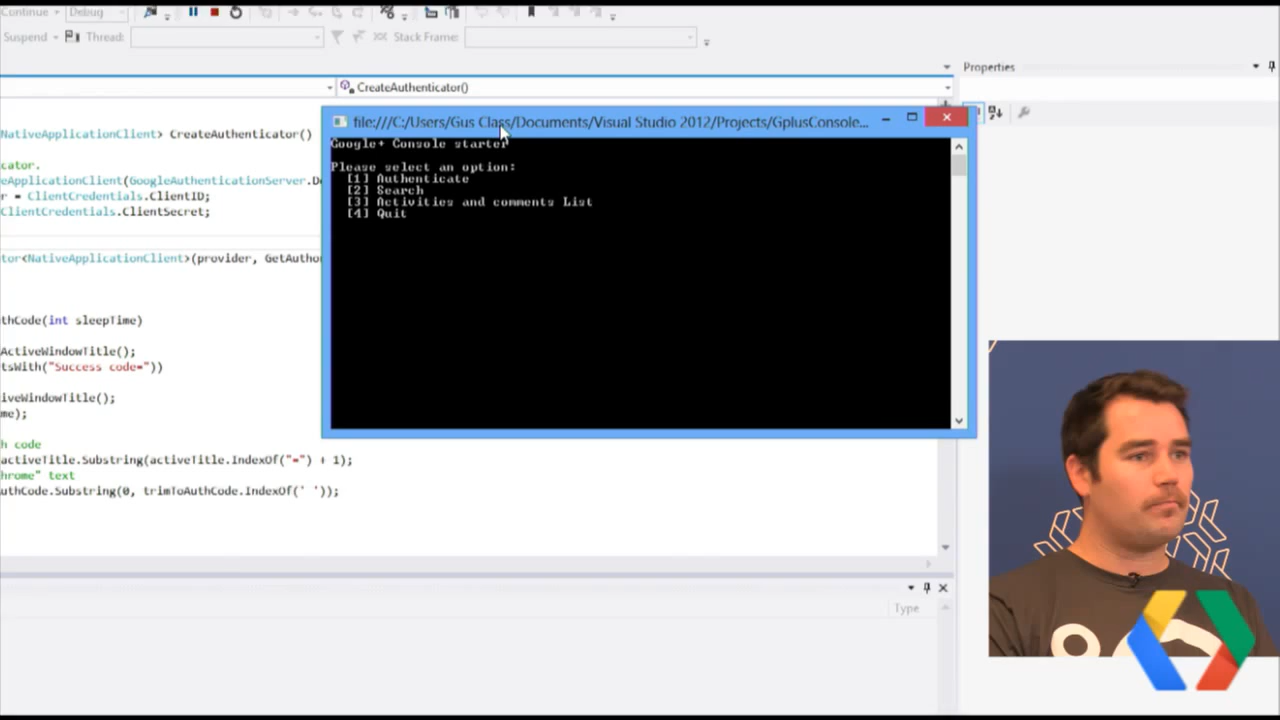 Continue
Debug
Suspend
Thread:
Stack Frame:
Properties
CreateAuthenticator()
NativeApplicationClient> CreateAuthenticator()
cator.
eApplicationClient(GoogleAuthenticationServer.De
r = ClientCredentials.ClientID;
ClientCredentials.ClientSecret;
tor<NativeApplicationClient>(provider, GetAuthor
thCode(int sleepTime)
ActiveWindowTitle();
tsWith("Success code="))
iveWindowTitle();
me);
h code
activeTitle.Substring(activeTitle.IndexOf("=") + 1);
hrome" text
uthCode.Substring(0, trimToAuthCode.IndexOf(' '));
file:///C:/Users/Gus Class/Documents/Visual Studio 2012/Projects/GplusConsole...
Google+ Console starter
Please select an option:
[1] Authenticate
[2] Search
[3] Activities and comments List
[4] Quit
Type